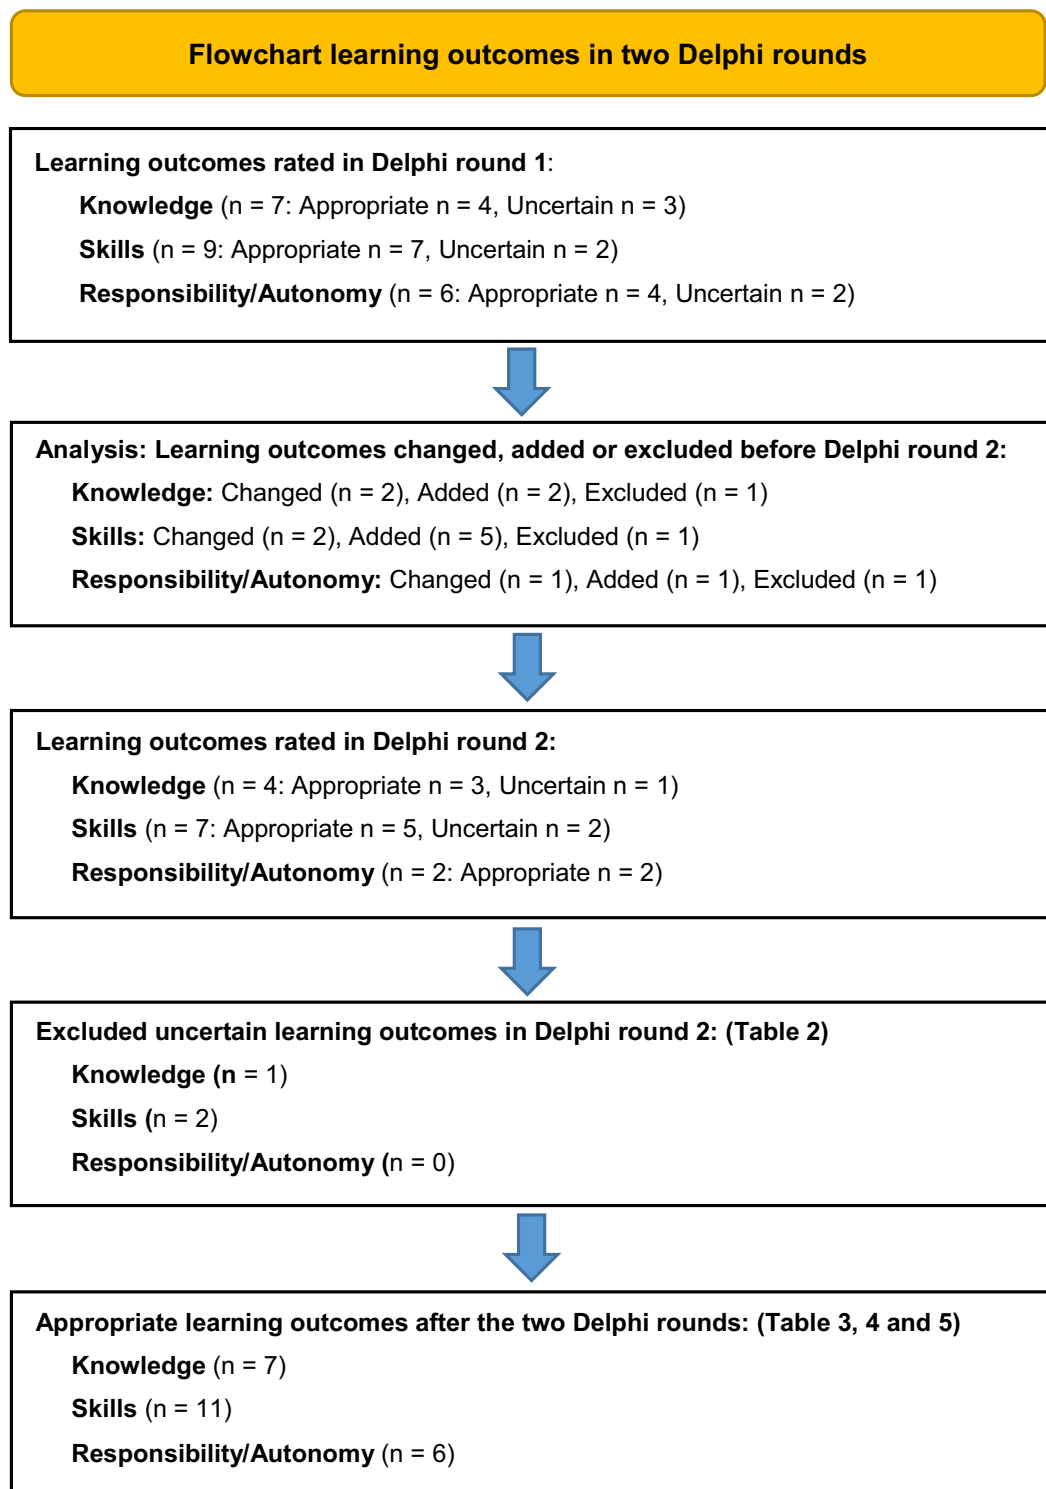 Flowchart learning outcomes in two Delphi rounds
Learning outcomes rated in Delphi round 1:
Knowledge (n = 7: Appropriate n = 4, Uncertain n = 3)
Skills (n = 9: Appropriate n = 7, Uncertain n = 2)
Responsibility/Autonomy (n = 6: Appropriate n = 4, Uncertain n = 2)
Analysis: Learning outcomes changed, added or excluded before Delphi round 2:
Knowledge: Changed (n = 2), Added (n = 2), Excluded (n = 1)
Skills: Changed (n = 2), Added (n = 5), Excluded (n = 1)
Responsibility/Autonomy: Changed (n = 1), Added (n = 1), Excluded (n = 1)
Learning outcomes rated in Delphi round 2:
Knowledge (n = 4: Appropriate n = 3, Uncertain n = 1)
Skills (n = 7: Appropriate n = 5, Uncertain n = 2)
Responsibility/Autonomy (n = 2: Appropriate n = 2)
Excluded uncertain learning outcomes in Delphi round 2: (Table 2)
Knowledge (n = 1)
Skills (n = 2)
Responsibility/Autonomy (n = 0)
Appropriate learning outcomes after the two Delphi rounds: (Table 3, 4 and 5)
Knowledge (n = 7)
Skills (n = 11)
Responsibility/Autonomy (n = 6)